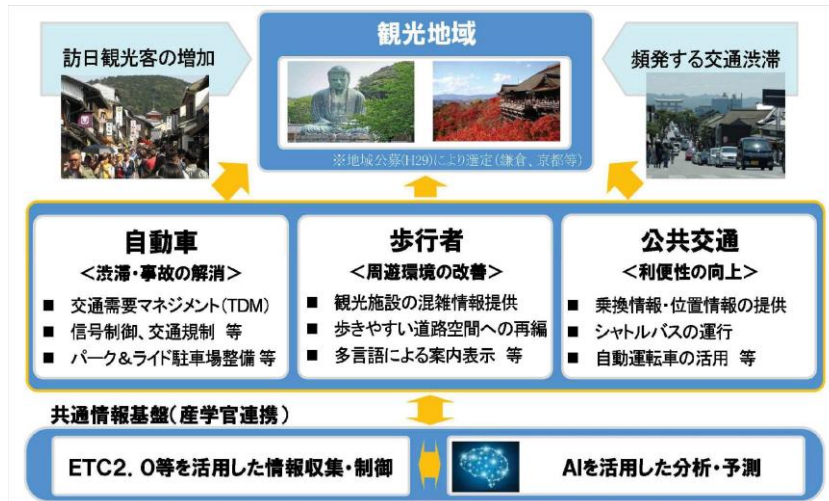 訪日観光客の増加
観光地域
頻発する交通渋滞
※地域公募(H29)により選定(鎌倉、京都等)
自動車
<渋滞・事故の解消>
■ 交通需要マネジメント(TDM)
■ 信号制御、交通規制 等
■ パーク&ライド駐車場整備 等
歩行者
<周遊環境の改善>
■ 観光施設の混雑情報提供
■ 歩きやすい道路空間への再編
■ 多言語による案内表示 等
公共交通
<利便性の向上>
■ 乗換情報・位置情報の提供
■ シャトルバスの運行
■ 自動運転車の活用 等
共通情報基盤(産学官連携)
ETC2.0等を活用した情報収集・制御
AIを活用した分析・予測